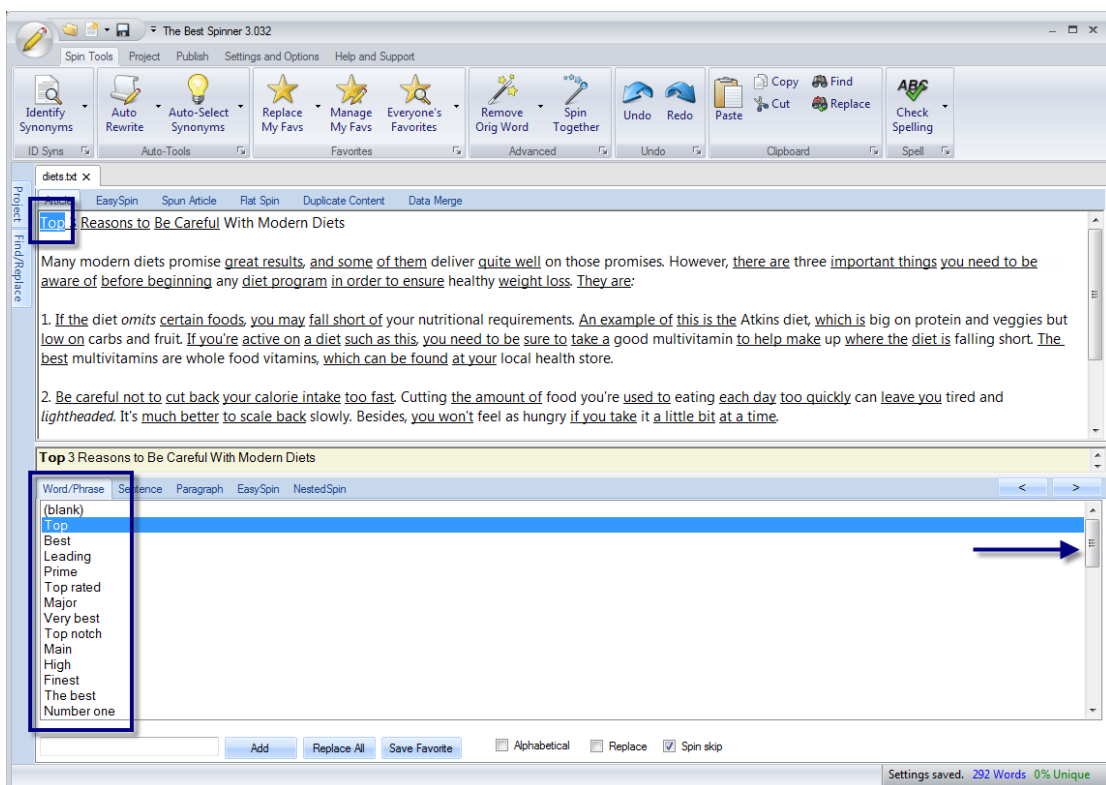 The Best Spinner 3.032
Spin Tools Project Publish Settings and Options Help and Support
Identify Synonyms
Auto Rewrite
Auto-Select Synonyms
Replace My Favs
Manage My Favs
Everyone's Favorites
Remove Orig Word
Spin Together
Undo
Redo
Paste
Copy
Cut
Find
Replace
ABC
Check Spelling
ID Syns Auto-Tools Favorites Advanced Undo Clipboard Spell
diets.txt X
Project
Find/Replace
Article EasySpin Spun Article Flat Spin Duplicate Content Data Merge
Top 3 Reasons to Be Careful With Modern Diets
Many modern diets promise great results, and some of them deliver quite well on those promises. However, there are three important things you need to be
aware of before beginning any diet program in order to ensure healthy weight loss. They are:
1. If the diet omits certain foods, you may fall short of your nutritional requirements. An example of this is the Atkins diet, which is big on protein and veggies but
low on carbs and fruit. If you're active on a diet such as this, you need to be sure to take a good multivitamin to help make up where the diet is falling short. The
best multivitamins are whole food vitamins, which can be found at your local health store.
2. Be careful not to cut back your calorie intake too fast. Cutting the amount of food you're used to eating each day too quickly can leave you tired and
lightheaded. It's much better to scale back slowly. Besides, you won't feel as hungry if you take it a little bit at a time.
Top 3 Reasons to Be Careful With Modern Diets
Word/Phrase Sentence Paragraph EasySpin NestedSpin < >
(blank)
Top
Best
Leading
Prime
Top rated
Major
Very best
Top notch
Main
High
Finest
The best
Number one
Add Replace All Save Favorite Alphabetical Replace Spin skip
Settings saved. 292 Words 0% Unique